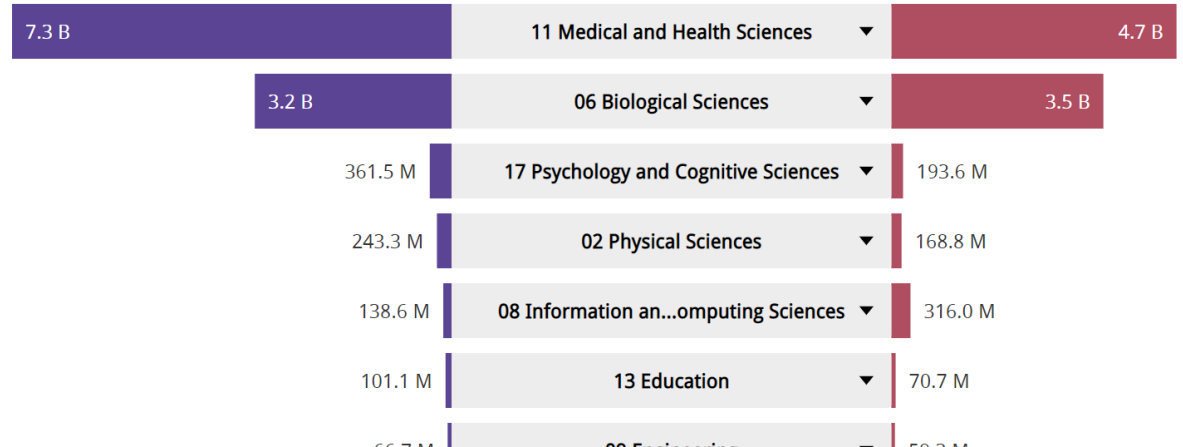 7.3 B 11 Medical and Health Sciences 4.7 B
3.2 B 06 Biological Sciences 3.5 B
361.5 M 17 Psychology and Cognitive Sciences 193.6 M
243.3 M 02 Physical Sciences 168.8 M
138.6 M 08 Information an...omputing Sciences 316.0 M
101.1 M 13 Education 70.7 M